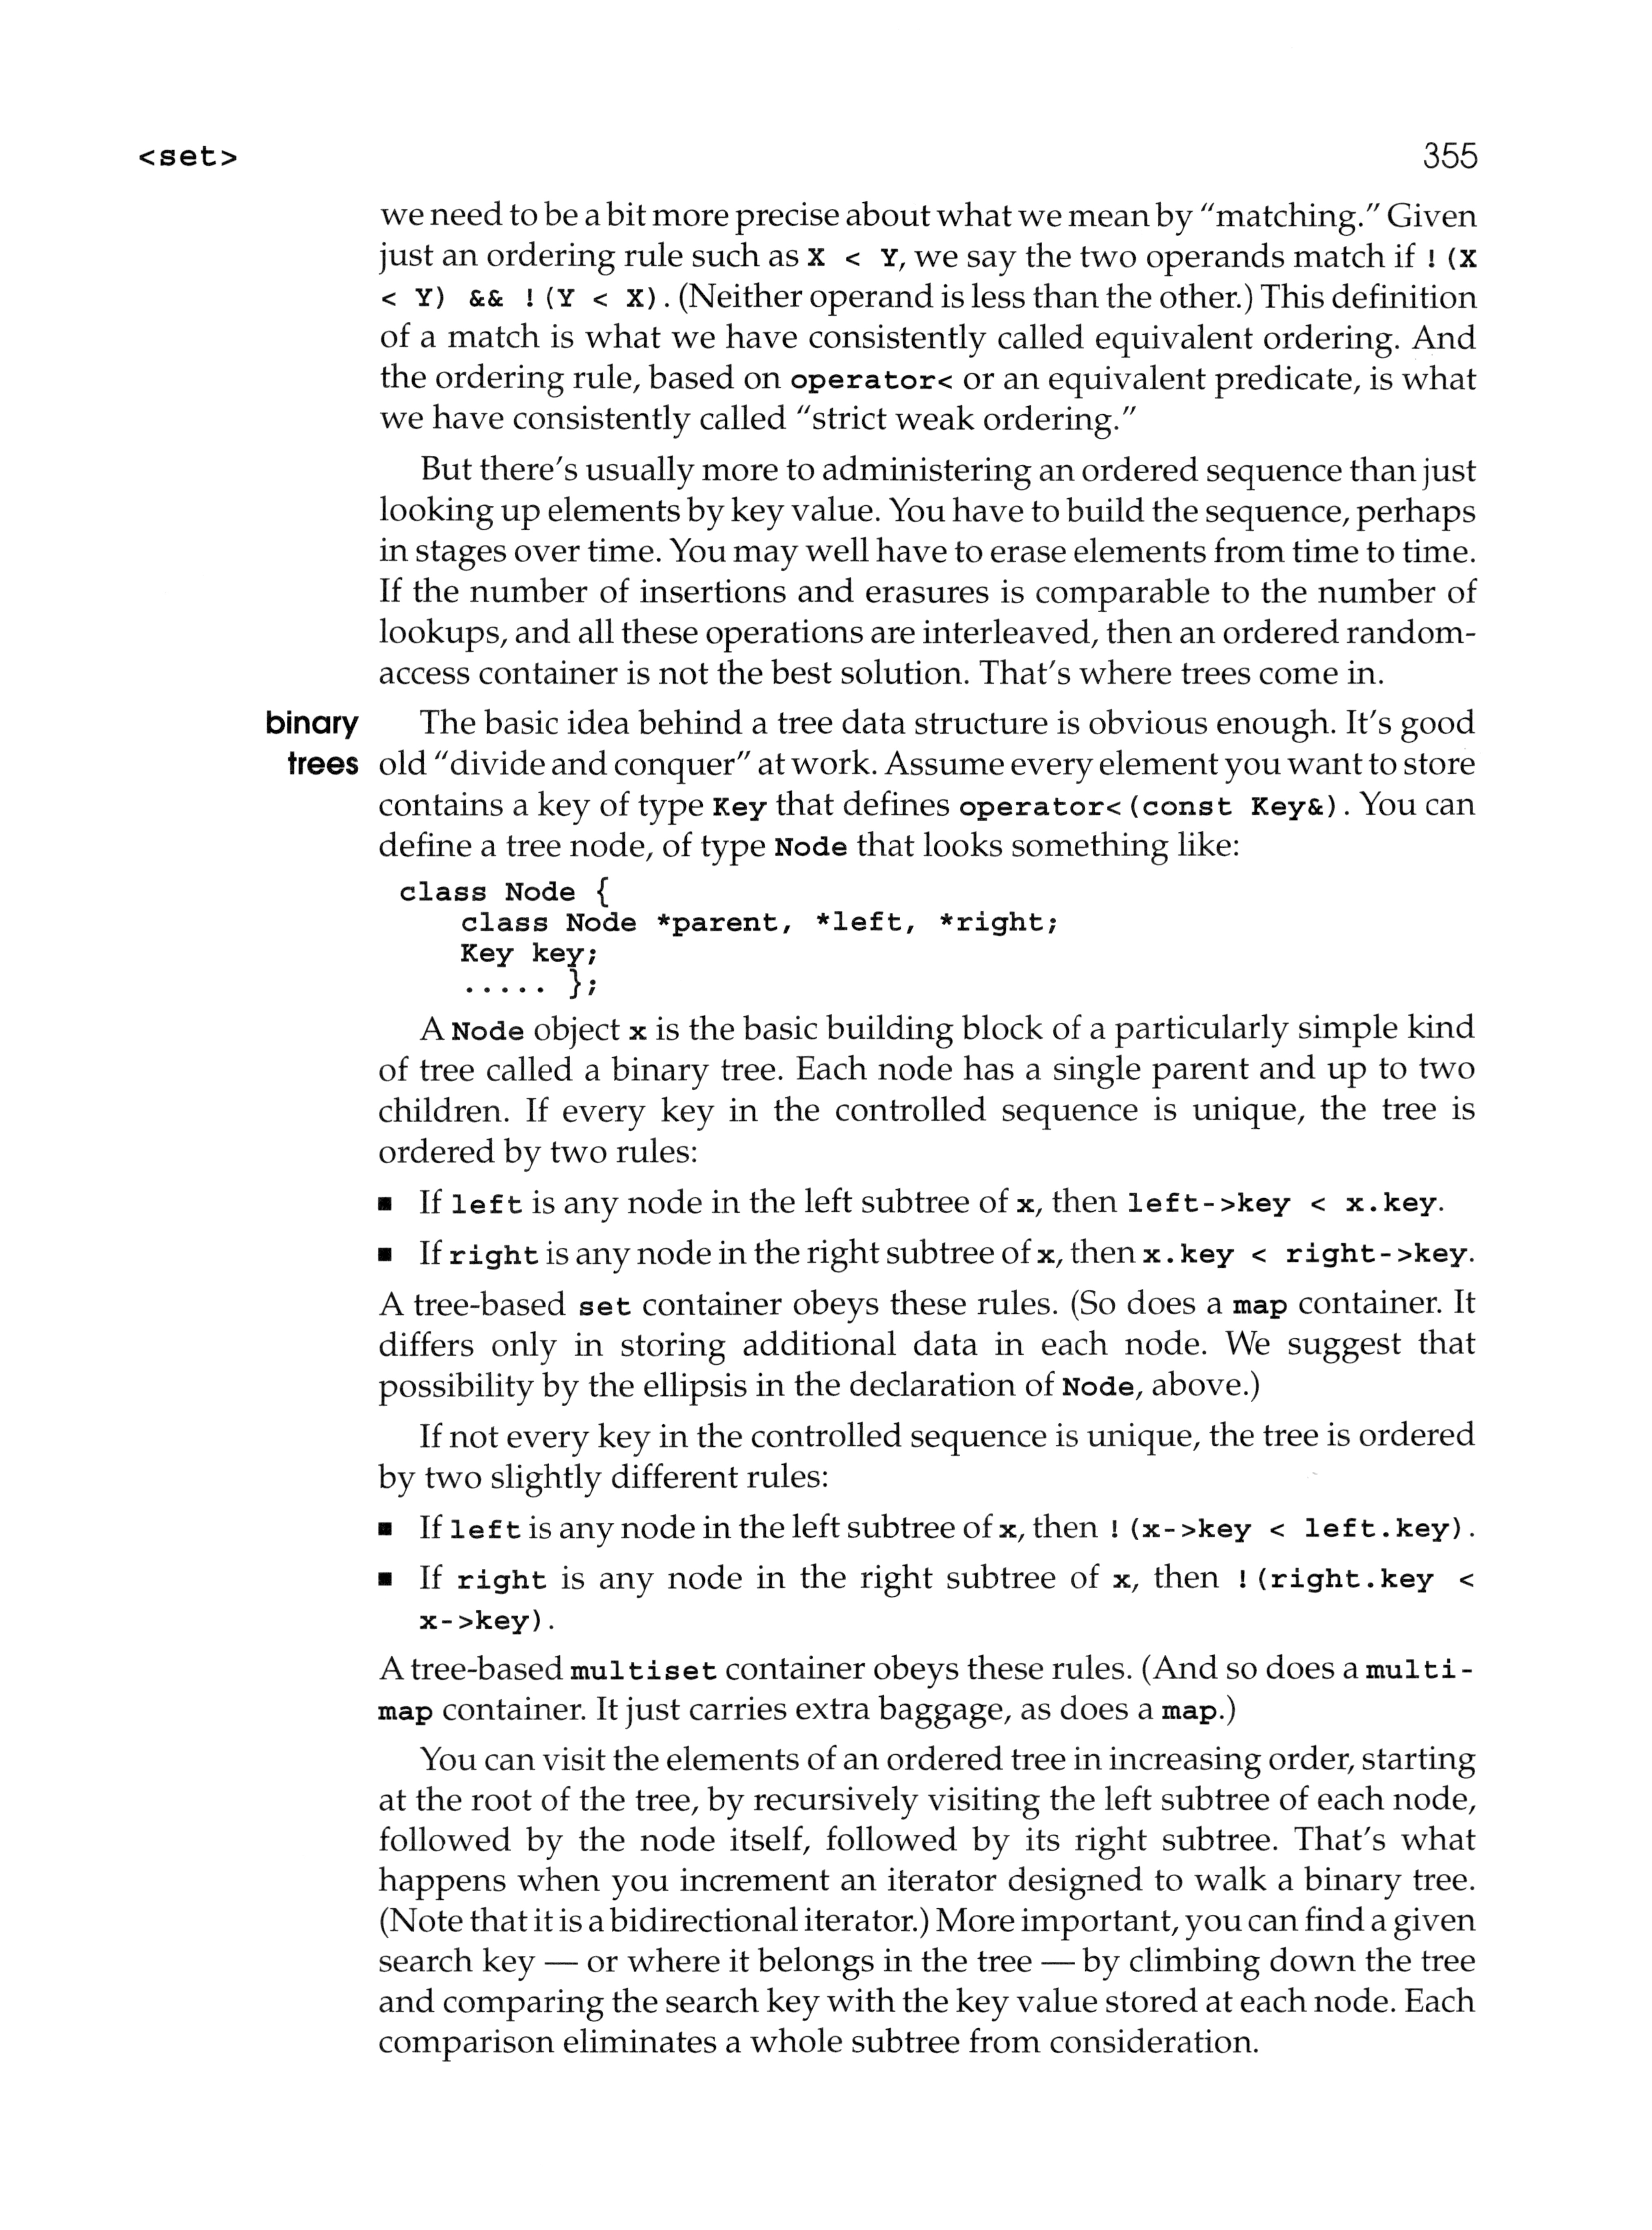 <set> 355
we need to be a bit more precise about what we mean by “matching.” Given
just an ordering rule such as X < Y, we say the two operands match if !(X
< Y) && !(Y < X). (Neither operand is less than the other.) This definition
of a match is what we have consistently called equivalent ordering. And
the ordering rule, based on operator< or an equivalent predicate, is what
we have consistently called “strict weak ordering.”
But there’s usually more to administering an ordered sequence than just
looking up elements by key value. You have to build the sequence, perhaps
in stages over time. You may well have to erase elements from time to time.
If the number of insertions and erasures is comparable to the number of
lookups, and all these operations are interleaved, then an ordered random-
access container is not the best solution. That’s where trees come in.
binary The basic idea behind a tree data structure is obvious enough. It’s good
trees old “divide and conquer” at work. Assume every element you want to store
contains a key of type Key that defines operator<(const Key&). You can
define a tree node, of type Node that looks something like:
class Node {
class Node *parent, *left, *right;
Key key;
..... };
A Node object x is the basic building block of a particularly simple kind
of tree called a binary tree. Each node has a single parent and up to two
children. If every key in the controlled sequence is unique, the tree is
ordered by two rules:
■ If left is any node in the left subtree of x, then left->key < x.key.
■ If right is any node in the right subtree of x, then x.key < right->key.
A tree-based set container obeys these rules. (So does a map container. It
differs only in storing additional data in each node. We suggest that
possibility by the ellipsis in the declaration of Node, above.)
If not every key in the controlled sequence is unique, the tree is ordered
by two slightly different rules:
■ If left is any node in the left subtree of x, then !(x->key < left.key).
■ If right is any node in the right subtree of x, then !(right.key <
x->key).
A tree-based multiset container obeys these rules. (And so does a multi-
map container. It just carries extra baggage, as does a map.)
You can visit the elements of an ordered tree in increasing order, starting
at the root of the tree, by recursively visiting the left subtree of each node,
followed by the node itself, followed by its right subtree. That’s what
happens when you increment an iterator designed to walk a binary tree.
(Note that it is a bidirectional iterator.) More important, you can find a given
search key — or where it belongs in the tree — by climbing down the tree
and comparing the search key with the key value stored at each node. Each
comparison eliminates a whole subtree from consideration.